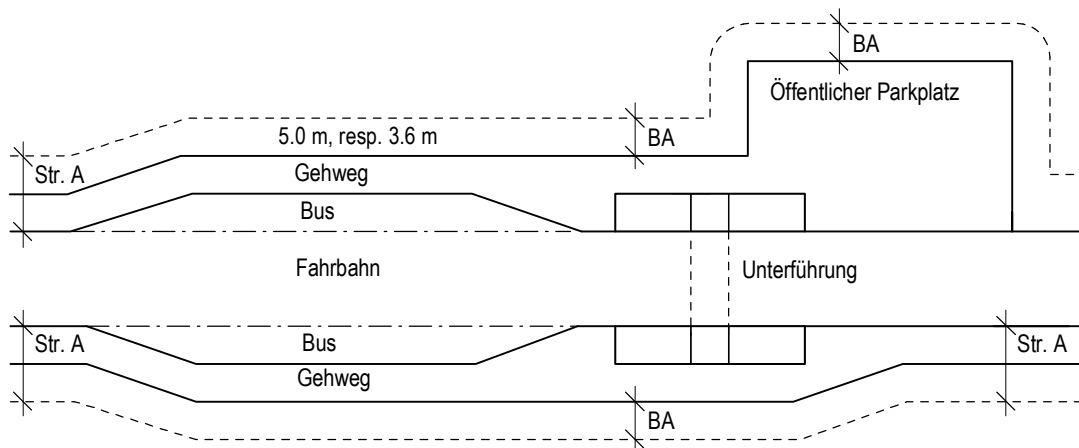 BA
Öffentlicher Parkplatz
5.0 m, resp. 3.6 m
BA
Str. A
Gehweg
Bus
Fahrbahn
Unterführung
Str. A
Bus
Str. A
Gehweg
BA